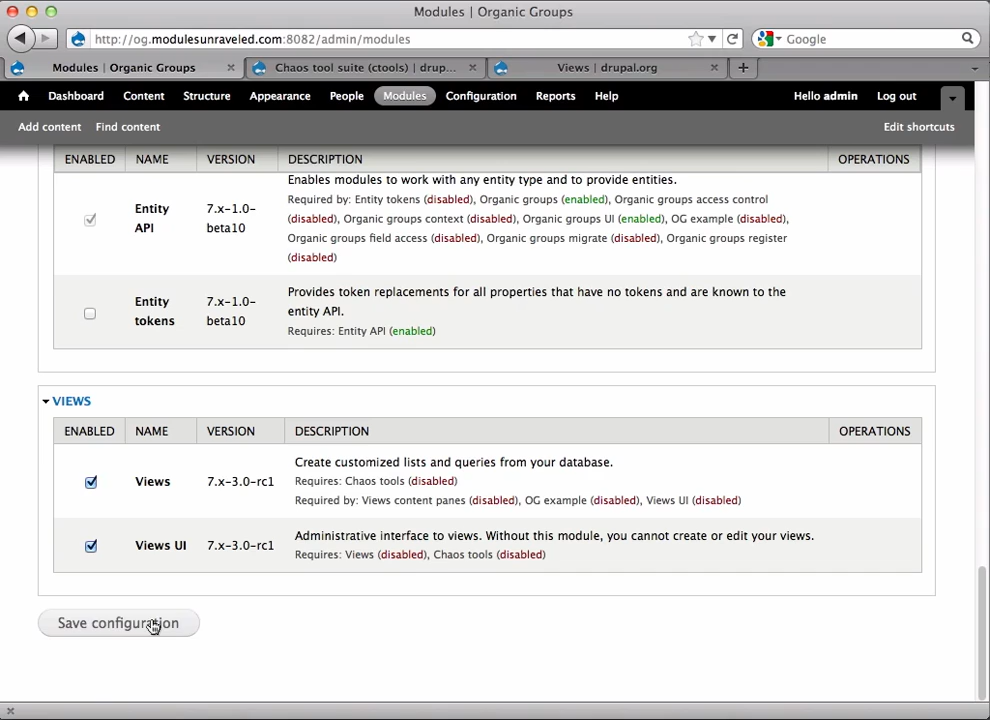 Modules | Organic Groups
http://og.modulesunraveled.com:8082/admin/modules
Google
Modules | Organic Groups
Chaos tool suite (ctools) | drup...
Views | drupal.org
Dashboard Content Structure Appearance People Modules Configuration Reports Help
Hello admin Log out
Add content Find content
Edit shortcuts
ENABLED NAME VERSION DESCRIPTION OPERATIONS
Enables modules to work with any entity type and to provide entities.
Entity API
7.x-1.0-beta10
Required by: Entity tokens (disabled), Organic groups (enabled), Organic groups access control
(disabled), Organic groups context (disabled), Organic groups UI (enabled), OG example (disabled),
Organic groups field access (disabled), Organic groups migrate (disabled), Organic groups register
(disabled)
Entity tokens
7.x-1.0-beta10
Provides token replacements for all properties that have no tokens and are known to the
entity API.
Requires: Entity API (enabled)
VIEWS
ENABLED NAME VERSION DESCRIPTION OPERATIONS
Views 7.x-3.0-rc1
Create customized lists and queries from your database.
Requires: Chaos tools (disabled)
Required by: Views content panes (disabled), OG example (disabled), Views UI (disabled)
Views UI 7.x-3.0-rc1
Administrative interface to views. Without this module, you cannot create or edit your views.
Requires: Views (disabled), Chaos tools (disabled)
Save configuration